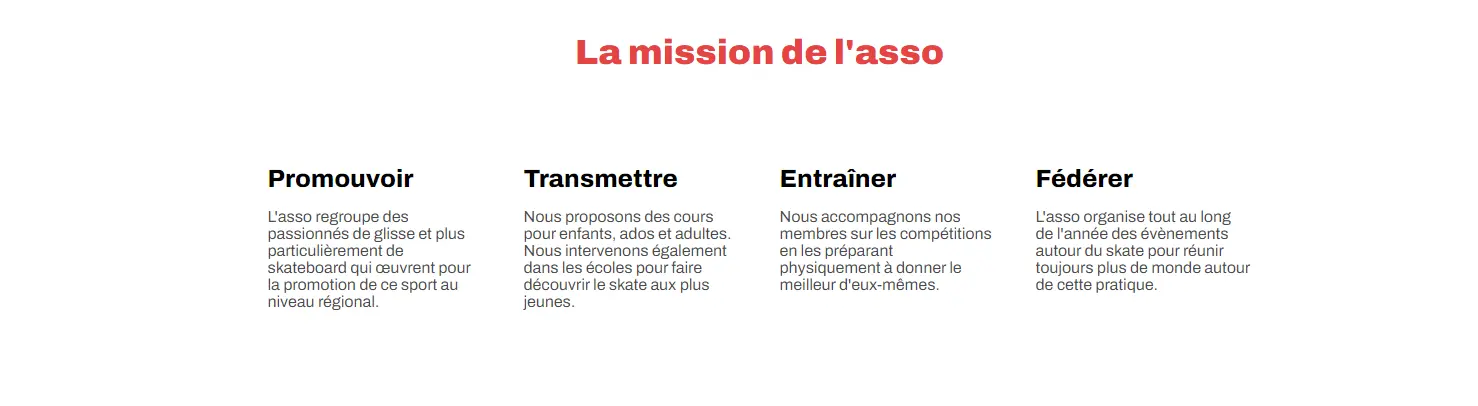 La mission de l'asso
Promouvoir
L'asso regroupe des
passionnés de glisse et plus
particulièrement de
skateboard qui œuvrent pour
la promotion de ce sport au
niveau régional.
Transmettre
Nous proposons des cours
pour enfants, ados et adultes.
Nous intervenons également
dans les écoles pour faire
découvrir le skate aux plus
jeunes.
Entraîner
Nous accompagnons nos
membres sur les compétitions
en les préparant
physiquement à donner le
meilleur d'eux-mêmes.
Fédérer
L'asso organise tout au long
de l'année des évènements
autour du skate pour réunir
toujours plus de monde autour
de cette pratique.